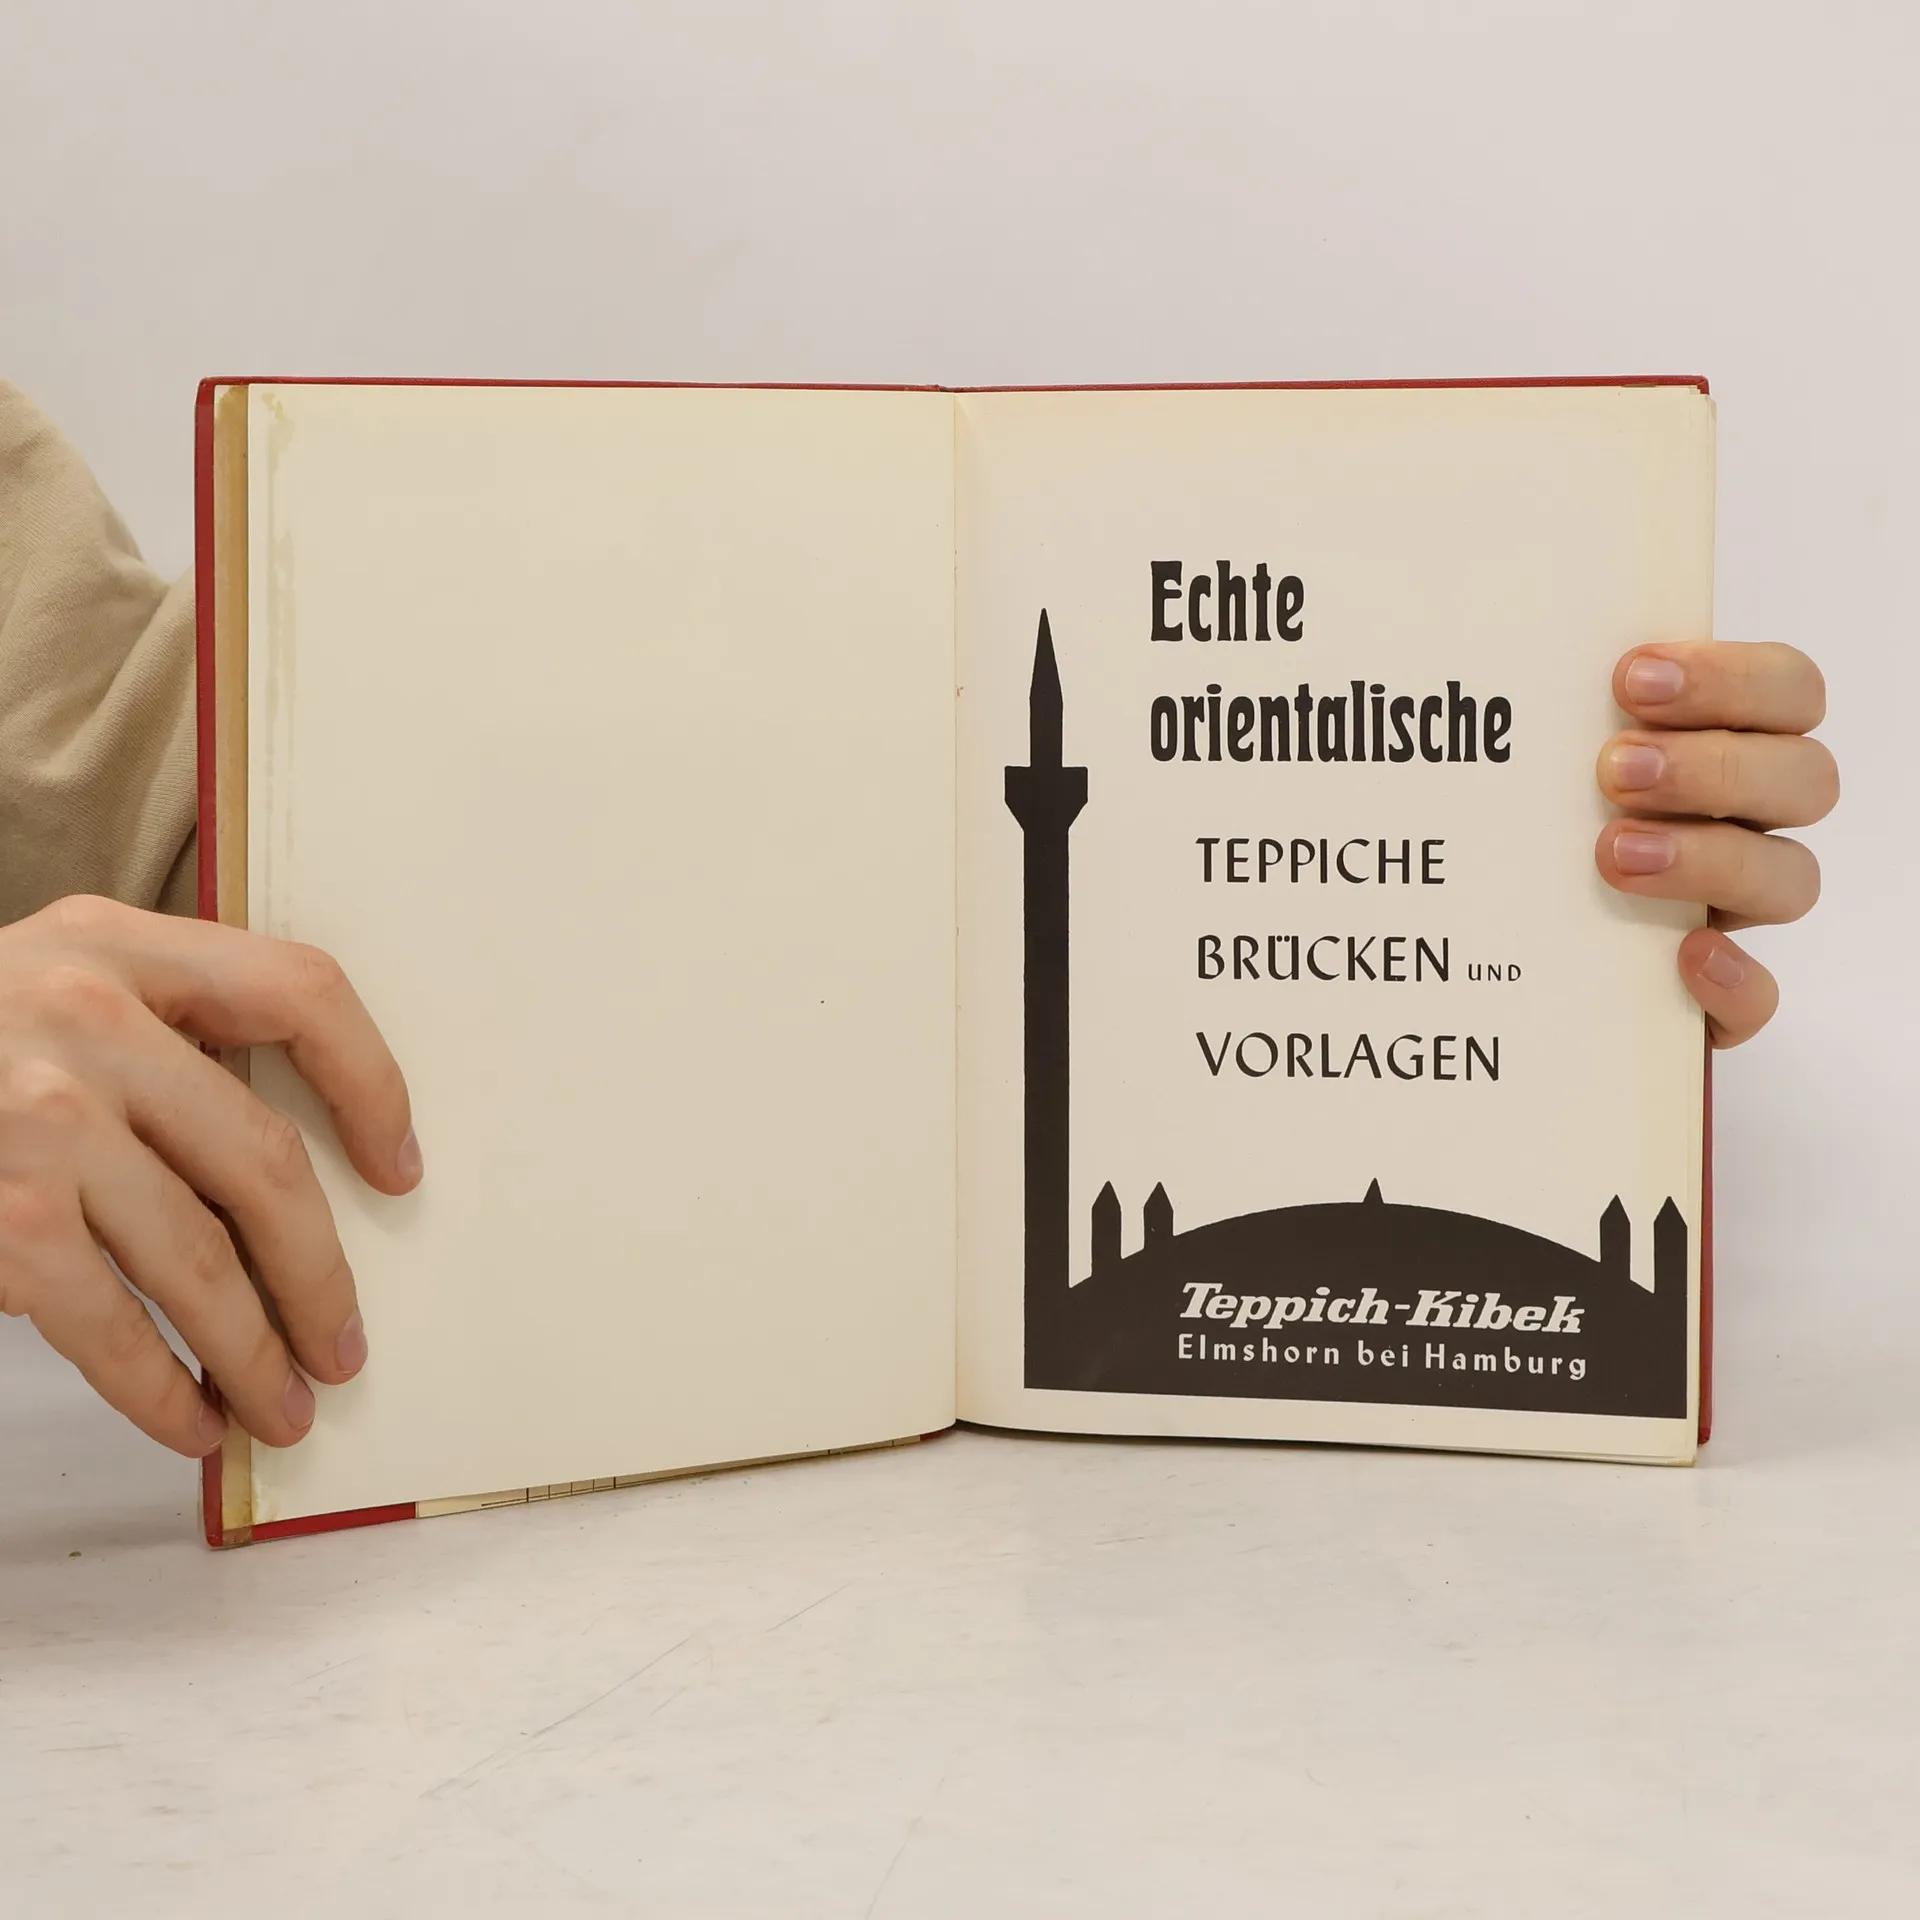 Echte
orientalische
TEPPICHE
BRÜCKEN UND
VORLAGEN
Teppich-Kibek
Elmshorn bei Hamburg